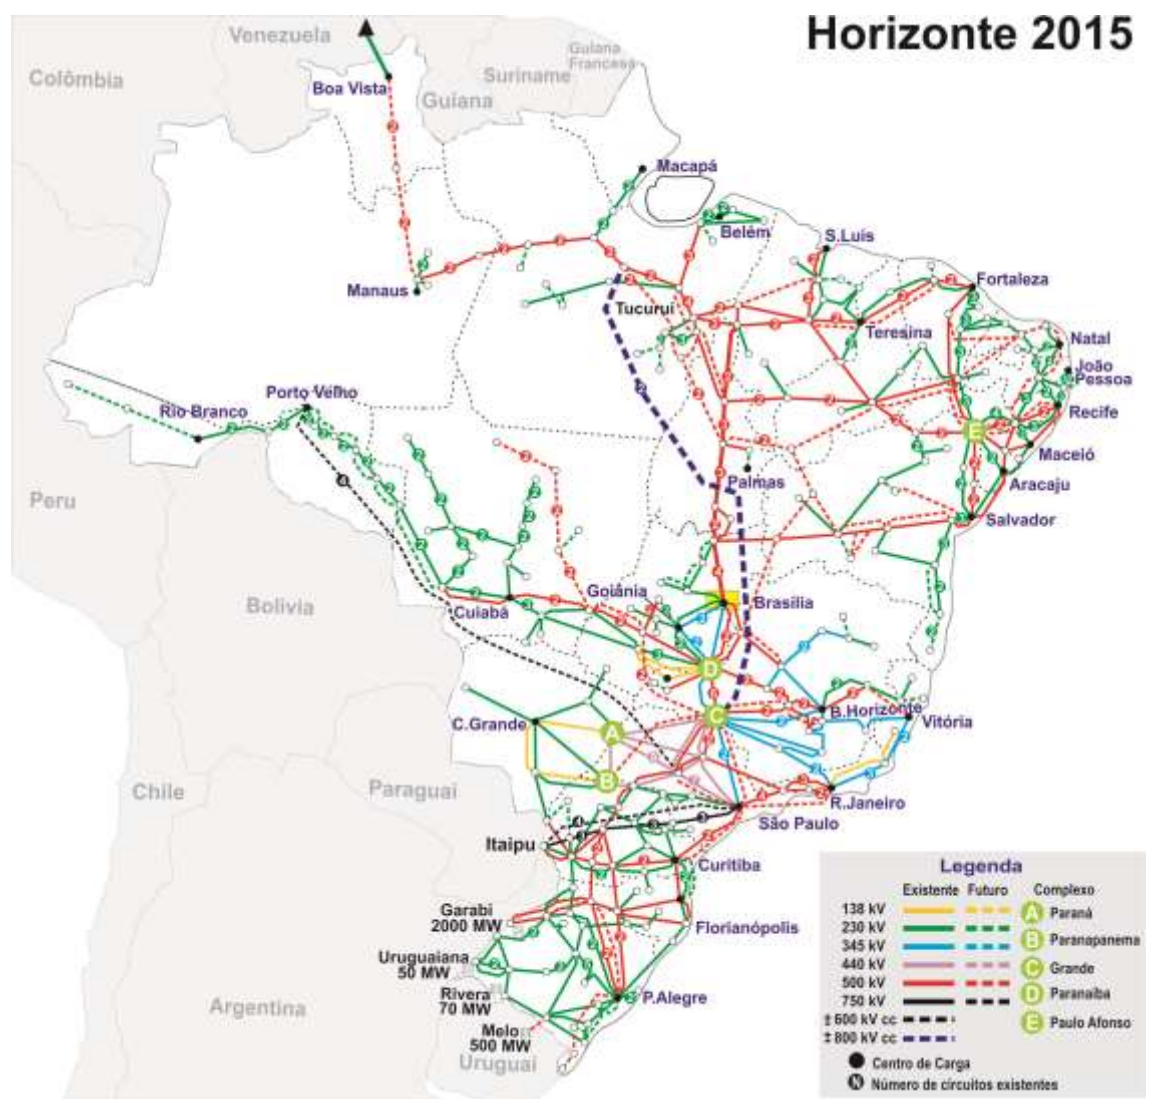 Horizonte 2015
Venezuela
Guiana
Francesa
Colômbia
Suriname
Boa Vista
Guiana
Macapá
Belém
S.Luís
Fortaleza
Manaus
Tucuruí
Teresina
Natal
João
Pessoa
Porto Velho
Rio Branco
Recife
E
Maceió
Palmas
Aracaju
Peru
Salvador
Goiânia
Cuiabá
Brasília
Bolívia
D
C
B.Horizonte
Vitória
C.Grande
A
B
Chile
Paraguai
R.Janeiro
São Paulo
Itaipu
Curitiba
Garabi
2000 MW
Florianópolis
Uruguaiana
50 MW
Rivera
70 MW
P.Alegre
Argentina
Melo
500 MW
Uruguai
Legenda
Existente Futuro Complexo
138 kV A Paraná
230 kV
345 kV B Paranapanema
440 kV C Grande
500 kV D Paranaíba
750 kV
± 600 kV cc E Paulo Afonso
± 800 kV cc
Centro de Carga
N Número de circuitos existentes